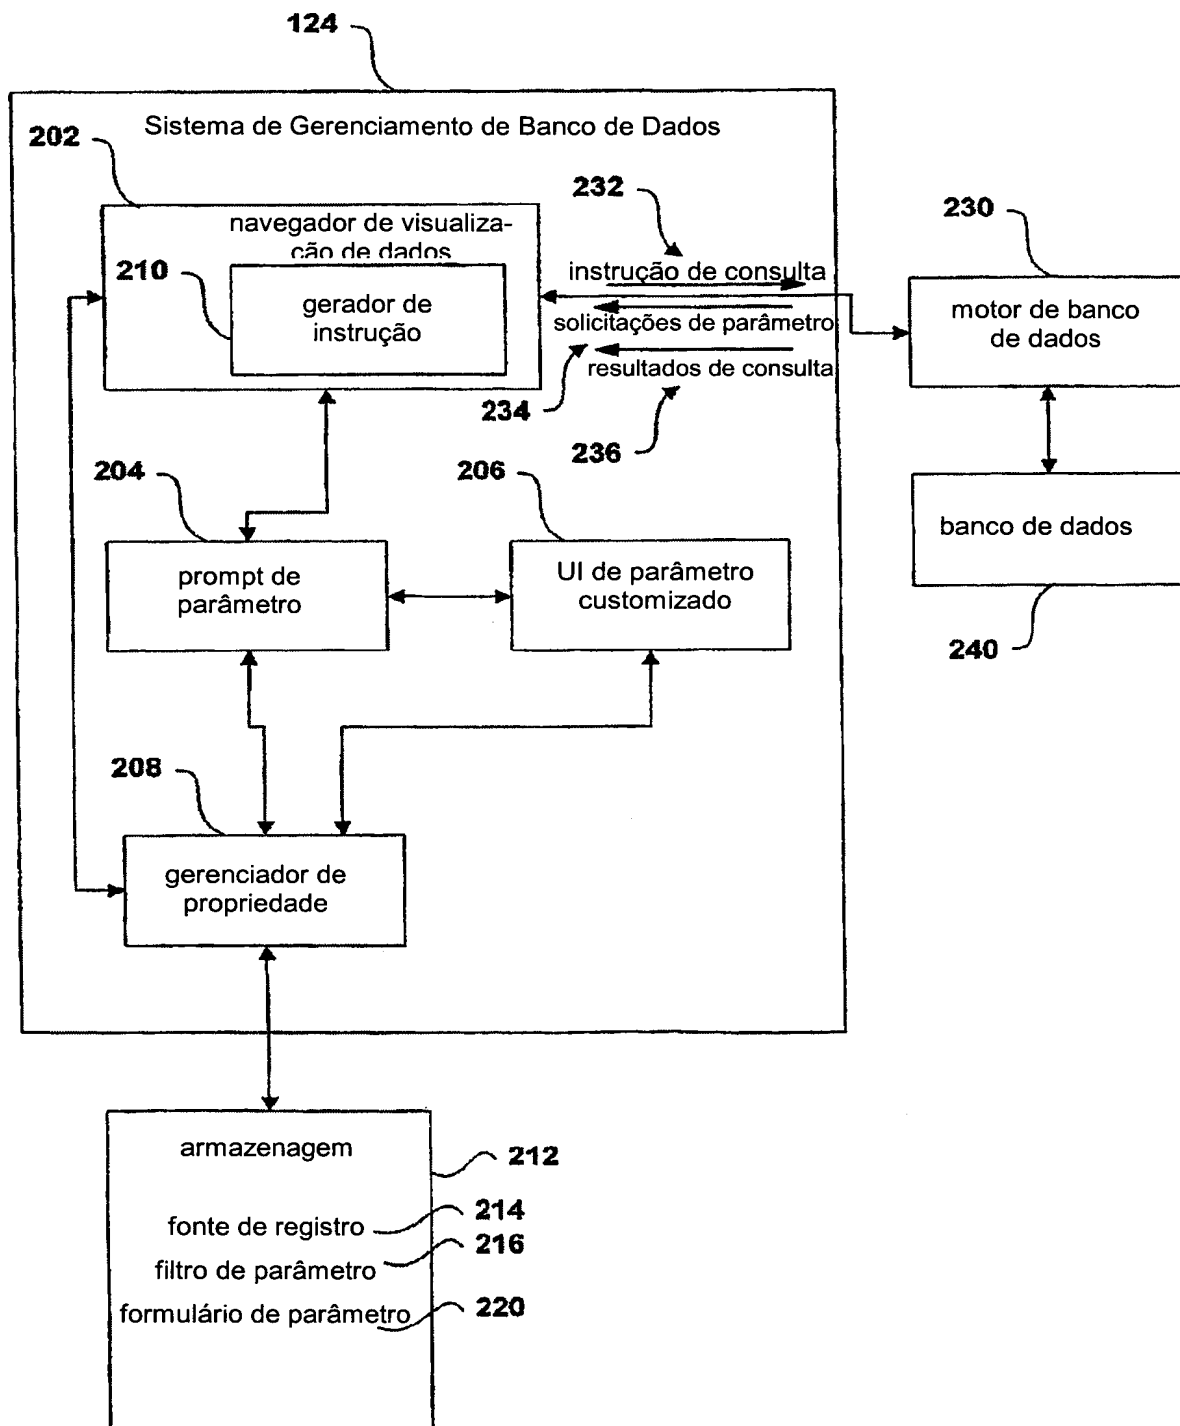 124
Sistema de Gerenciamento de Banco de Dados
202
navegador de visualiza-
ção de dados
210
gerador de
instrução
232
instrução de consulta
solicitações de parâmetro
resultados de consulta
234
236
230
motor de banco
de dados
banco de dados
240
204
prompt de
parâmetro
206
UI de parâmetro
customizado
208
gerenciador de
propriedade
armazenagem
212
fonte de registro
214
filtro de parâmetro
216
formulário de parâmetro
220